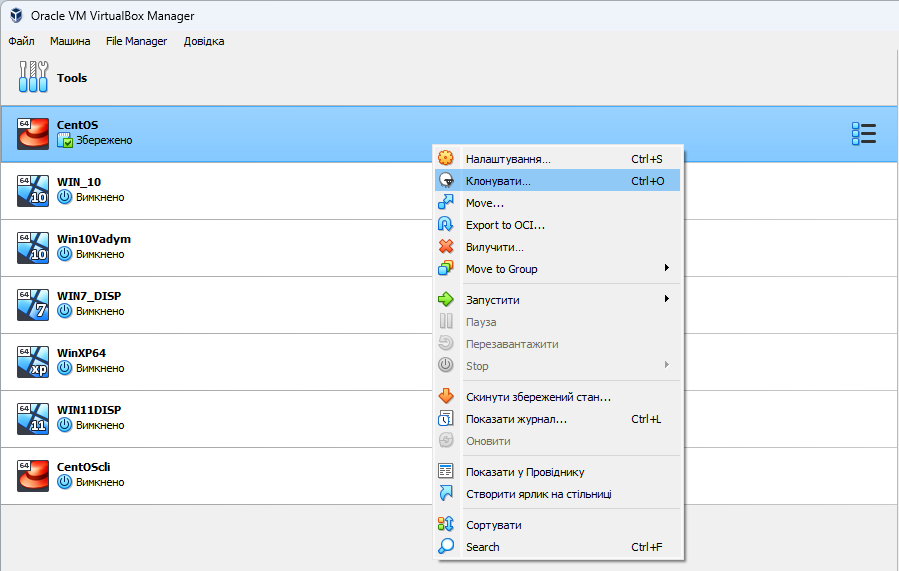 Oracle VM VirtualBox Manager
Файл Машина File Manager Довідка
Tools
64 CentOS
Збережено
64 10 WIN_10
Вимкнено
64 10 Win10Vadym
Вимкнено
64 7 WIN7_DISP
Вимкнено
64 xp WinXP64
Вимкнено
64 11 WIN11DISP
Вимкнено
64 CentOScli
Вимкнено
Налаштування... Ctrl+S
Клонувати... Ctrl+O
Move...
Export to OCI...
Вилучити...
Move to Group
Запустити
Пауза
Перезавантажити
Stop
Скинути збережений стан...
Показати журнал... Ctrl+L
Оновити
Показати у Провіднику
Створити ярлик на стільниці
Сортувати
Search Ctrl+F